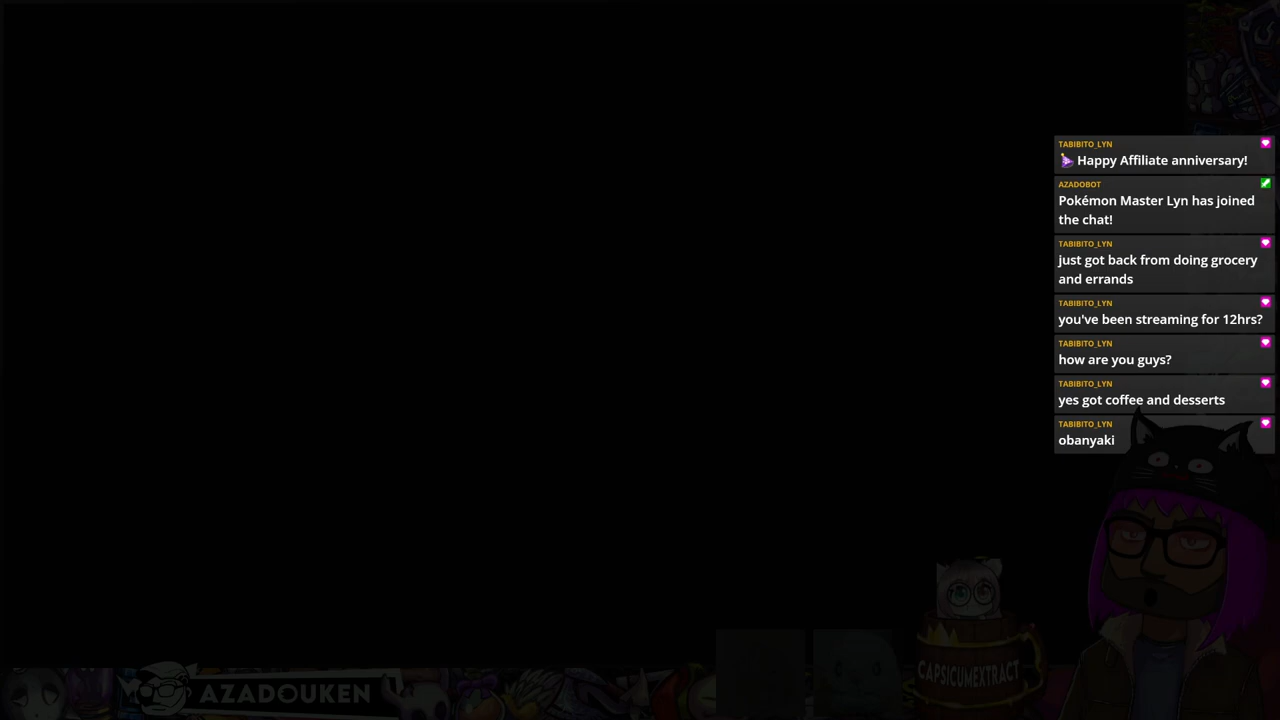 TABIBITO_LYN
Happy Affiliate anniversary!
AZADOBOT
Pokémon Master Lyn has joined
the chat!
TABIBITO_LYN
just got back from doing grocery
and errands
TABIBITO_LYN
you've been streaming for 12hrs?
TABIBITO_LYN
how are you guys?
TABIBITO_LYN
yes got coffee and desserts
TABIBITO_LYN
obanyaki
CAPSICUMEXTRACT
AZADOUKEN